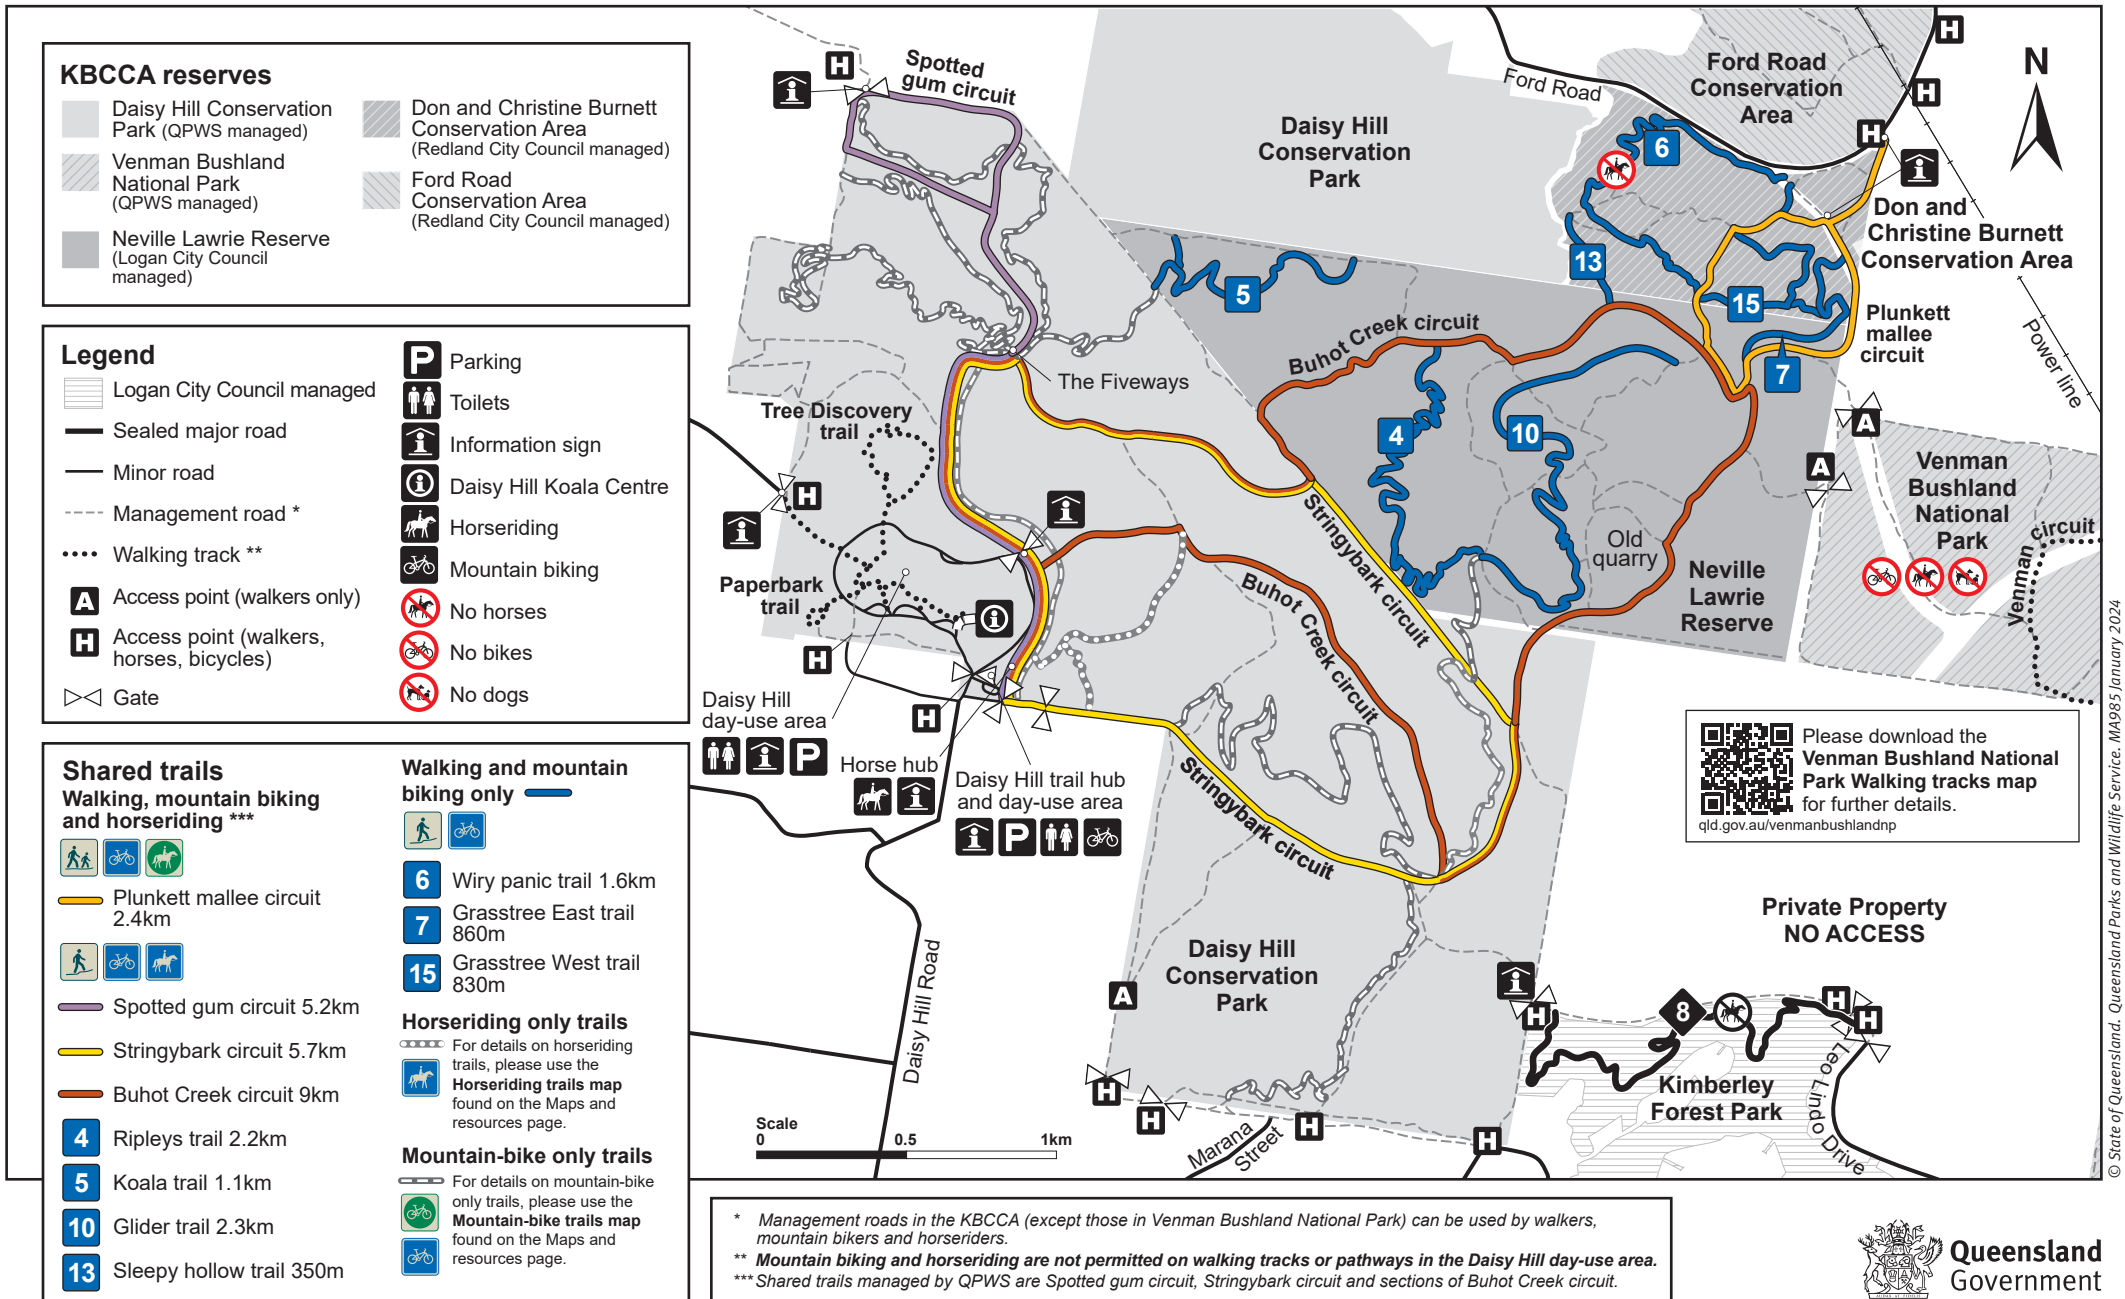 KBCCA reserves
Daisy Hill Conservation
Park (QPWS managed)
Venman Bushland
National Park
(QPWS managed)
Neville Lawrie Reserve
(Logan City Council
managed)
Don and Christine Burnett
Conservation Area
(Redland City Council managed)
Ford Road
Conservation Area
(Redland City Council managed)
Legend
Logan City Council managed
Sealed major road
Minor road
Management road *
Walking track **
A
Access point (walkers only)
H
Access point (walkers,
horses, bicycles)
Gate
P
Parking
Toilets
Information sign
Daisy Hill Koala Centre
Horseriding
Mountain biking
No horses
No bikes
No dogs
Shared trails
Walking, mountain biking
and horseriding ***
Plunkett mallee circuit
2.4km
Spotted gum circuit 5.2km
Stringybark circuit 5.7km
Buhot Creek circuit 9km
4
Ripleys trail 2.2km
5
Koala trail 1.1km
10
Glider trail 2.3km
13
Sleepy hollow trail 350m
Walking and mountain
biking only
6
Wiry panic trail 1.6km
7
Grasstree East trail
860m
15
Grasstree West trail
830m
Horseriding only trails
For details on horseriding
trails, please use the
Horseriding trails map
found on the Maps and
resources page.
Mountain-bike only trails
For details on mountain-bike
only trails, please use the
Mountain-bike trails map
found on the Maps and
resources page.
H
Spotted
gum circuit
Daisy Hill
Conservation
Park
Ford Road
Ford Road
Conservation
Area
H
H
H
N
6
Don and
Christine Burnett
Conservation Area
13
5
15
Plunkett
mallee
circuit
7
Power line
Buhot Creek circuit
The Fiveways
Tree Discovery
trail
4
10
A
A
Venman
Bushland
National
Park
Venman circuit
H
Stringybark circuit
Old
quarry
Neville
Lawrie
Reserve
Paperbark
trail
Buhot Creek circuit
H
H
Daisy Hill
day-use area
P
Horse hub
Daisy Hill trail hub
and day-use area
P
Stringybark circuit
Please download the
Venman Bushland National
Park Walking tracks map
for further details.
qld.gov.au/venmanbushlandnp
Private Property
NO ACCESS
Daisy Hill Road
Daisy Hill
Conservation
Park
A
H
H
H
H
H
8
H
H
Kimberley
Forest Park
Leo Lindo Drive
Marana
Street
Scale
0 0.5 1km
* Management roads in the KBCCA (except those in Venman Bushland National Park) can be used by walkers,
mountain bikers and horseriders.
** Mountain biking and horseriding are not permitted on walking tracks or pathways in the Daisy Hill day-use area.
*** Shared trails managed by QPWS are Spotted gum circuit, Stringybark circuit and sections of Buhot Creek circuit.
Queensland
Government
© State of Queensland. Queensland Parks and Wildlife Service. MA985 January 2024